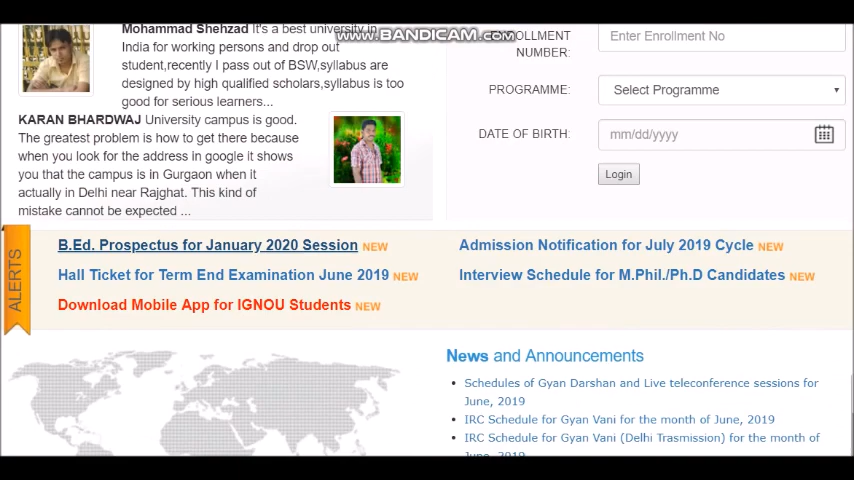 Mohammad Shehzad It's a best university in
India for working persons and drop out
student,recently I pass out of BSW,syllabus are
designed by high qualified scholars,syllabus is too
good for serious learners...
KARAN BHARDWAJ University campus is good.
The greatest problem is how to get there because
when you look for the address in google it shows
you that the campus is in Gurgaon when it
actually in Delhi near Rajghat. This kind of
mistake cannot be expected ...
www.BANDICAM.com
ENROLLMENT
NUMBER:
Enter Enrollment No
PROGRAMME:
Select Programme
DATE OF BIRTH:
mm/dd/yyyy
Login
ALERTS
B.Ed. Prospectus for January 2020 Session NEW
Admission Notification for July 2019 Cycle NEW
Hall Ticket for Term End Examination June 2019 NEW
Interview Schedule for M.Phil./Ph.D Candidates NEW
Download Mobile App for IGNOU Students NEW
News and Announcements
Schedules of Gyan Darshan and Live teleconference sessions for
June, 2019
IRC Schedule for Gyan Vani for the month of June, 2019
IRC Schedule for Gyan Vani (Delhi Trasmission) for the month of
June, 2019